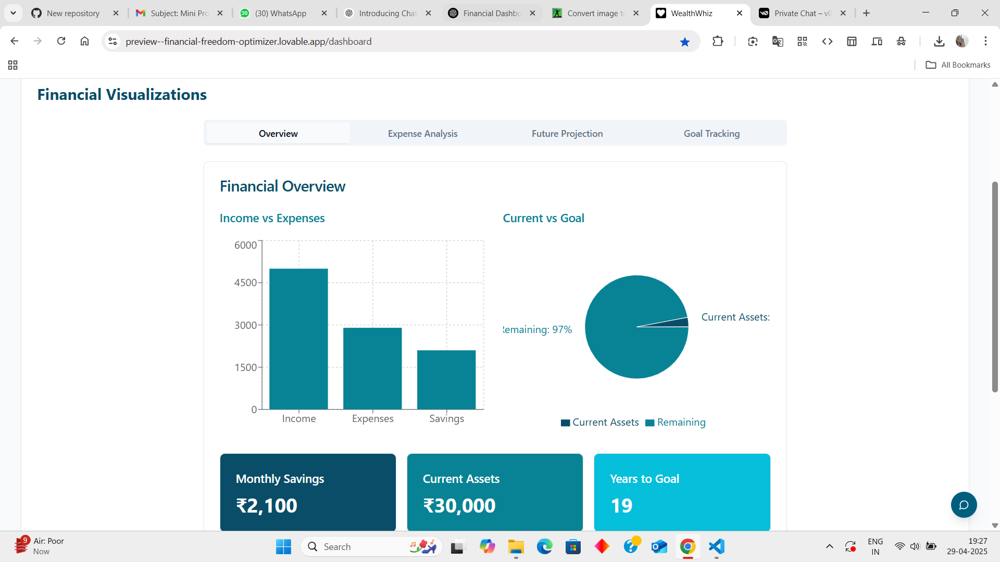 New repository
Subject: Mini Pro
(30) WhatsApp
Introducing Chat
Financial Dashbo
Convert image to
WealthWhiz
Private Chat – v0
preview--financial-freedom-optimizer.lovable.app/dashboard
All Bookmarks
Financial Visualizations
Overview
Expense Analysis
Future Projection
Goal Tracking
Financial Overview
Income vs Expenses
Current vs Goal
6000
4500
3000
1500
0
Income
Expenses
Savings
Remaining: 97%
Current Assets:
Current Assets
Remaining
Monthly Savings
₹2,100
Current Assets
₹30,000
Years to Goal
19
9
Air: Poor
Now
Search
ENG
IN
19:27
29-04-2025